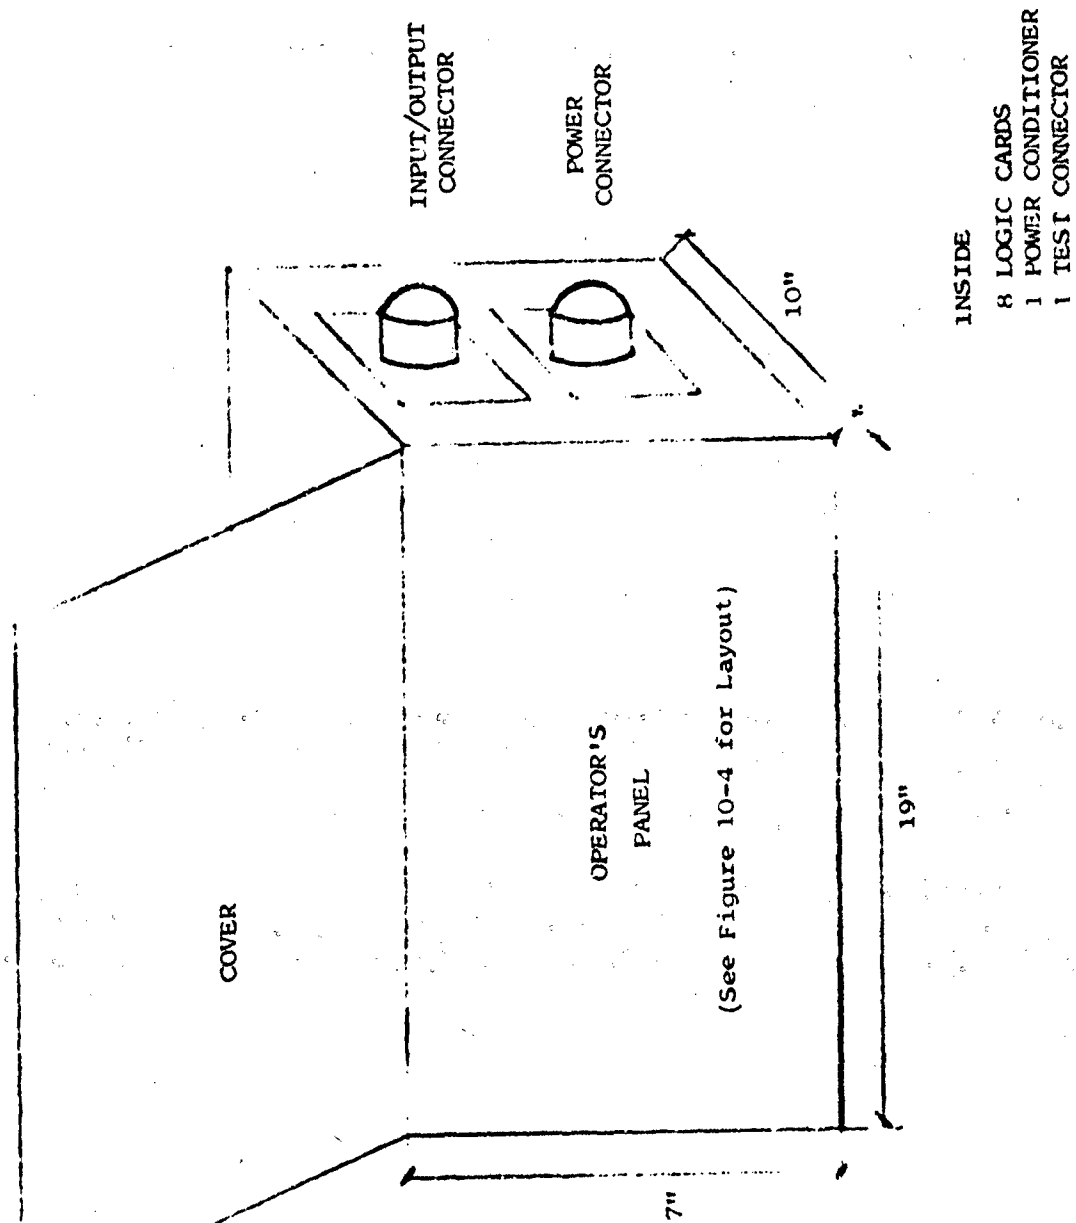 INPUT/OUTPUT
CONNECTOR
POWER
CONNECTOR
COVER
OPERATOR'S
PANEL
(See Figure 10-4 for Layout)
10"
7"
19"
INSIDE
8 LOGIC CARDS
1 POWER CONDITIONER
1 TEST CONNECTOR